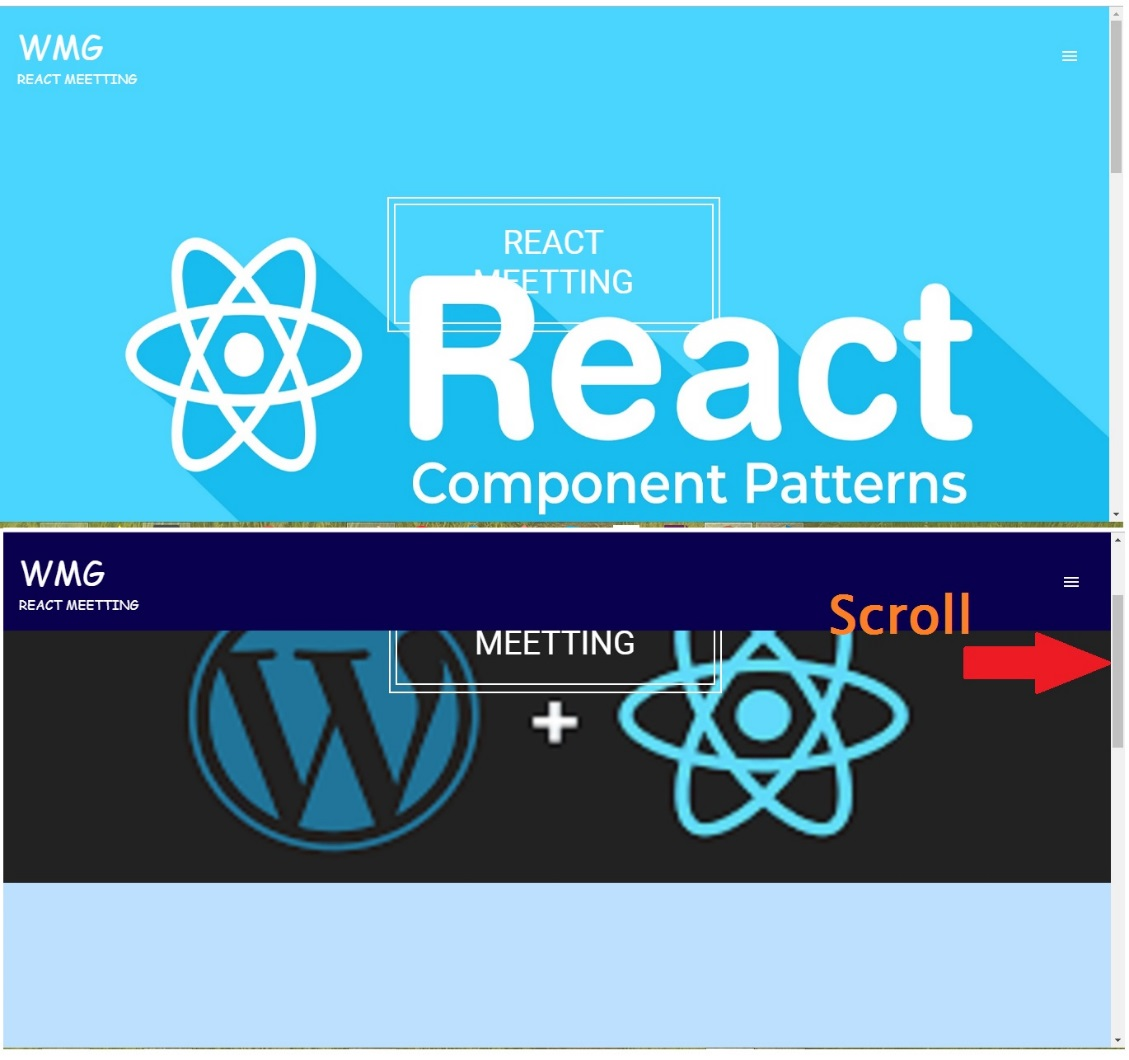 WMG
REACT MEETTING
REACT
MEETTING
React
Component Patterns
WMG
REACT MEETTING
Scroll
MEETTING
W